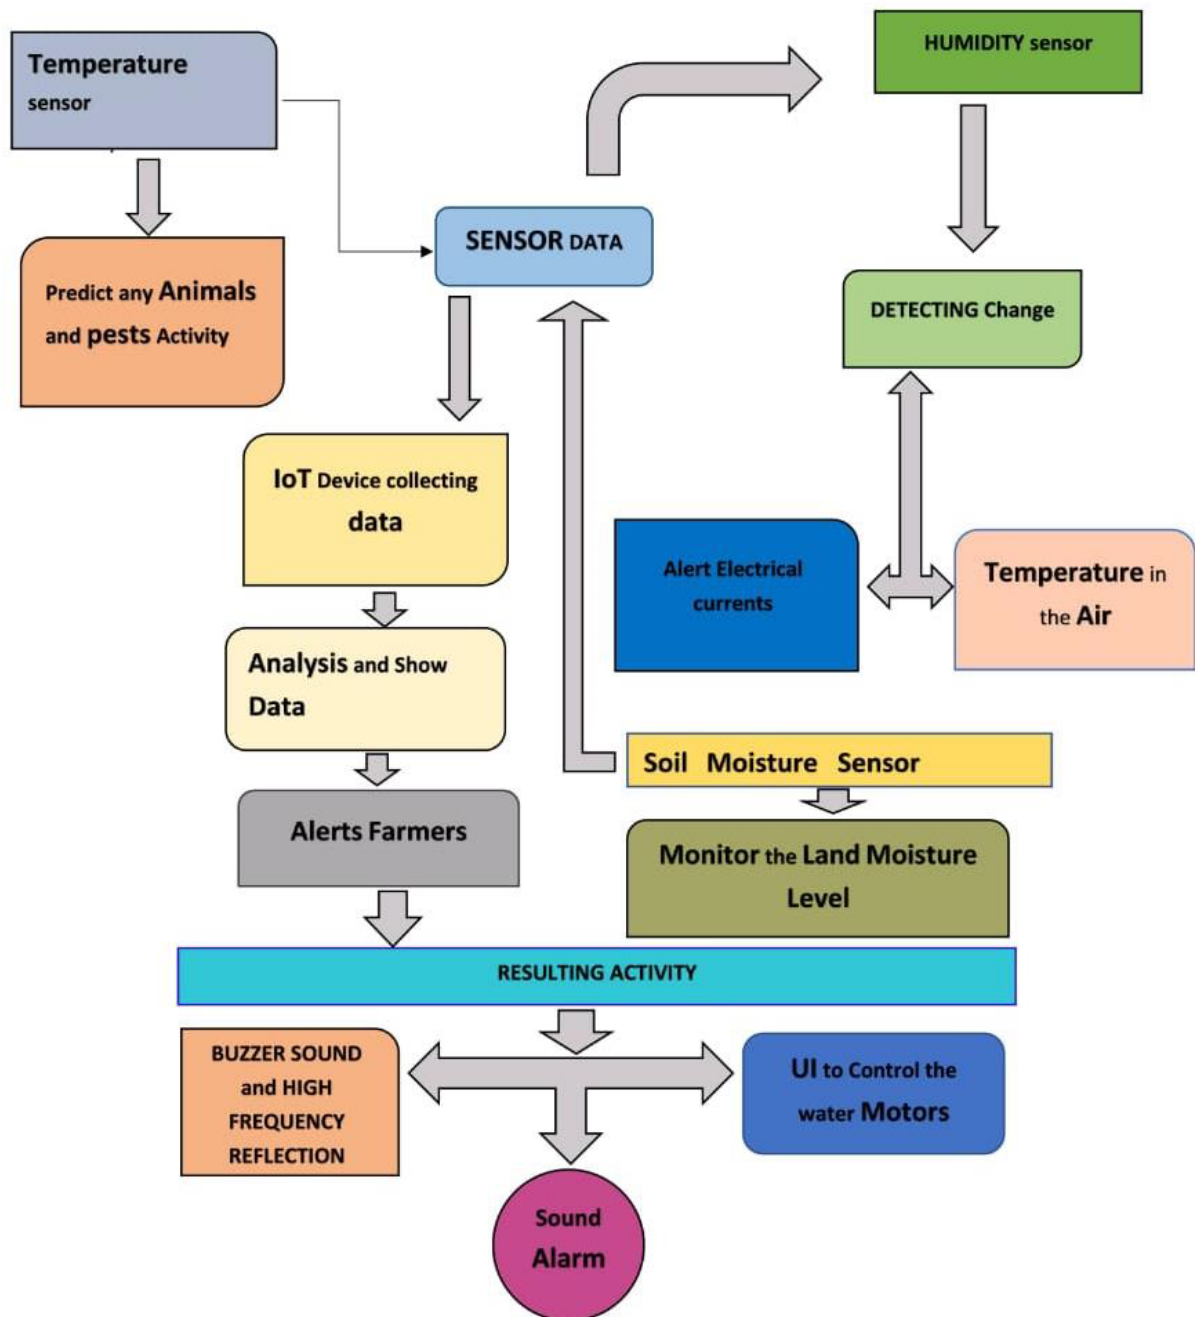 Temperature
sensor
HUMIDITY sensor
SENSOR DATA
Predict any Animals
and pests Activity
DETECTING Change
IoT Device collecting
data
Alert Electrical
currents
Temperature in
the Air
Analysis and Show
Data
Soil Moisture Sensor
Alerts Farmers
Monitor the Land Moisture
Level
RESULTING ACTIVITY
BUZZER SOUND
and HIGH
FREQUENCY
REFLECTION
UI to Control the
water Motors
Sound
Alarm